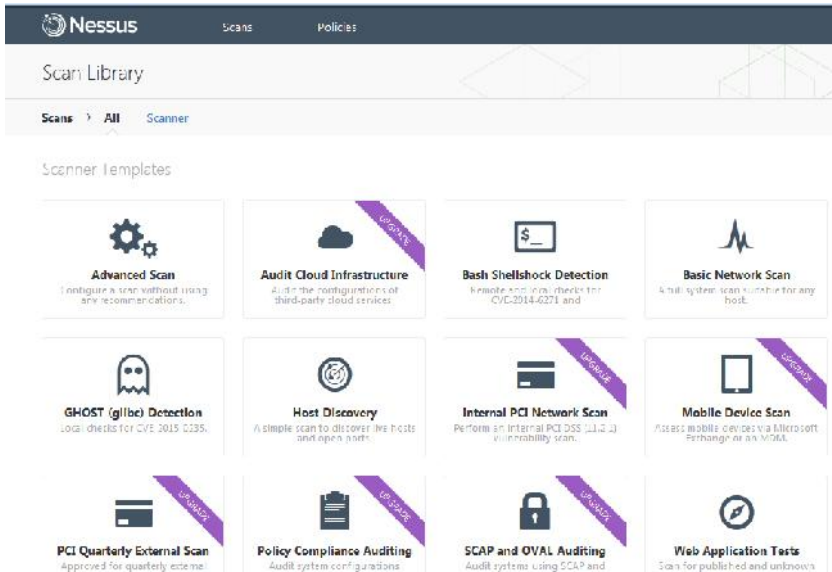 Nessus
Scans
Policies
Scan Library
Scans > All
Scanner
Scanner Templates
UPGRADE
$_
Advanced Scan
Audit Cloud Infrastructure
Bash Shellshock Detection
Basic Network Scan
Configure a scan without using
Audit the configurations of
Remote and local checks for
A full system scan suitable for any
any recommendations.
third-party cloud services
CVE-2014-6271 and
host.
UPGRADE
UPGRADE
GHOST (glibc) Detection
Host Discovery
Internal PCI Network Scan
Mobile Device Scan
Local checks for CVE-2015-0235.
A simple scan to discover live hosts
Perform an internal PCI DSS (11.2.1)
Assess mobile devices via Microsoft
and open ports.
vulnerability scan.
Exchange or an MDM.
UPGRADE
UPGRADE
UPGRADE
PCI Quarterly External Scan
Policy Compliance Auditing
SCAP and OVAL Auditing
Web Application Tests
Approved for quarterly external
Audit system configurations
Audit systems using SCAP and
Scan for published and unknown